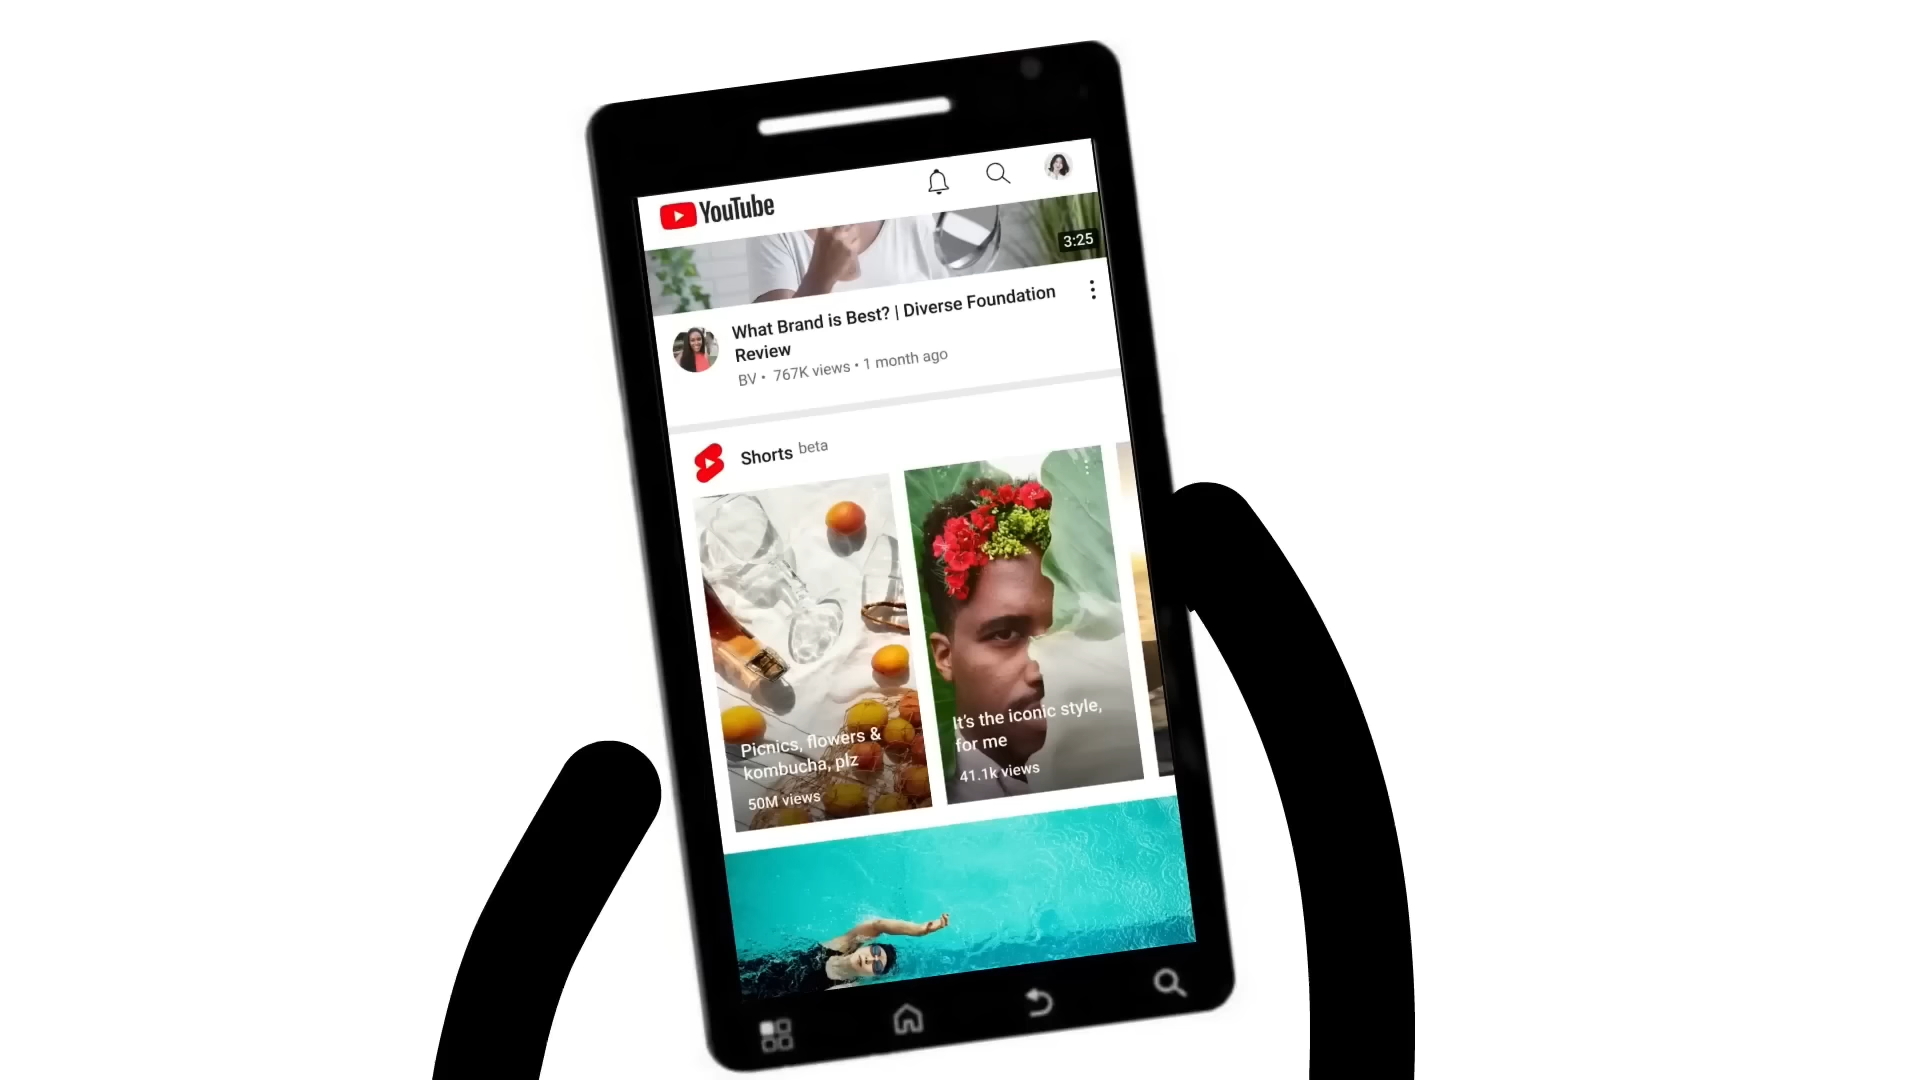 YouTube
3:25
What Brand is Best? | Diverse Foundation
Review
BV • 767K views • 1 month ago
Shorts beta
Picnics, flowers &
kombucha, plz
50M views
It's the iconic style,
for me
41.1k views